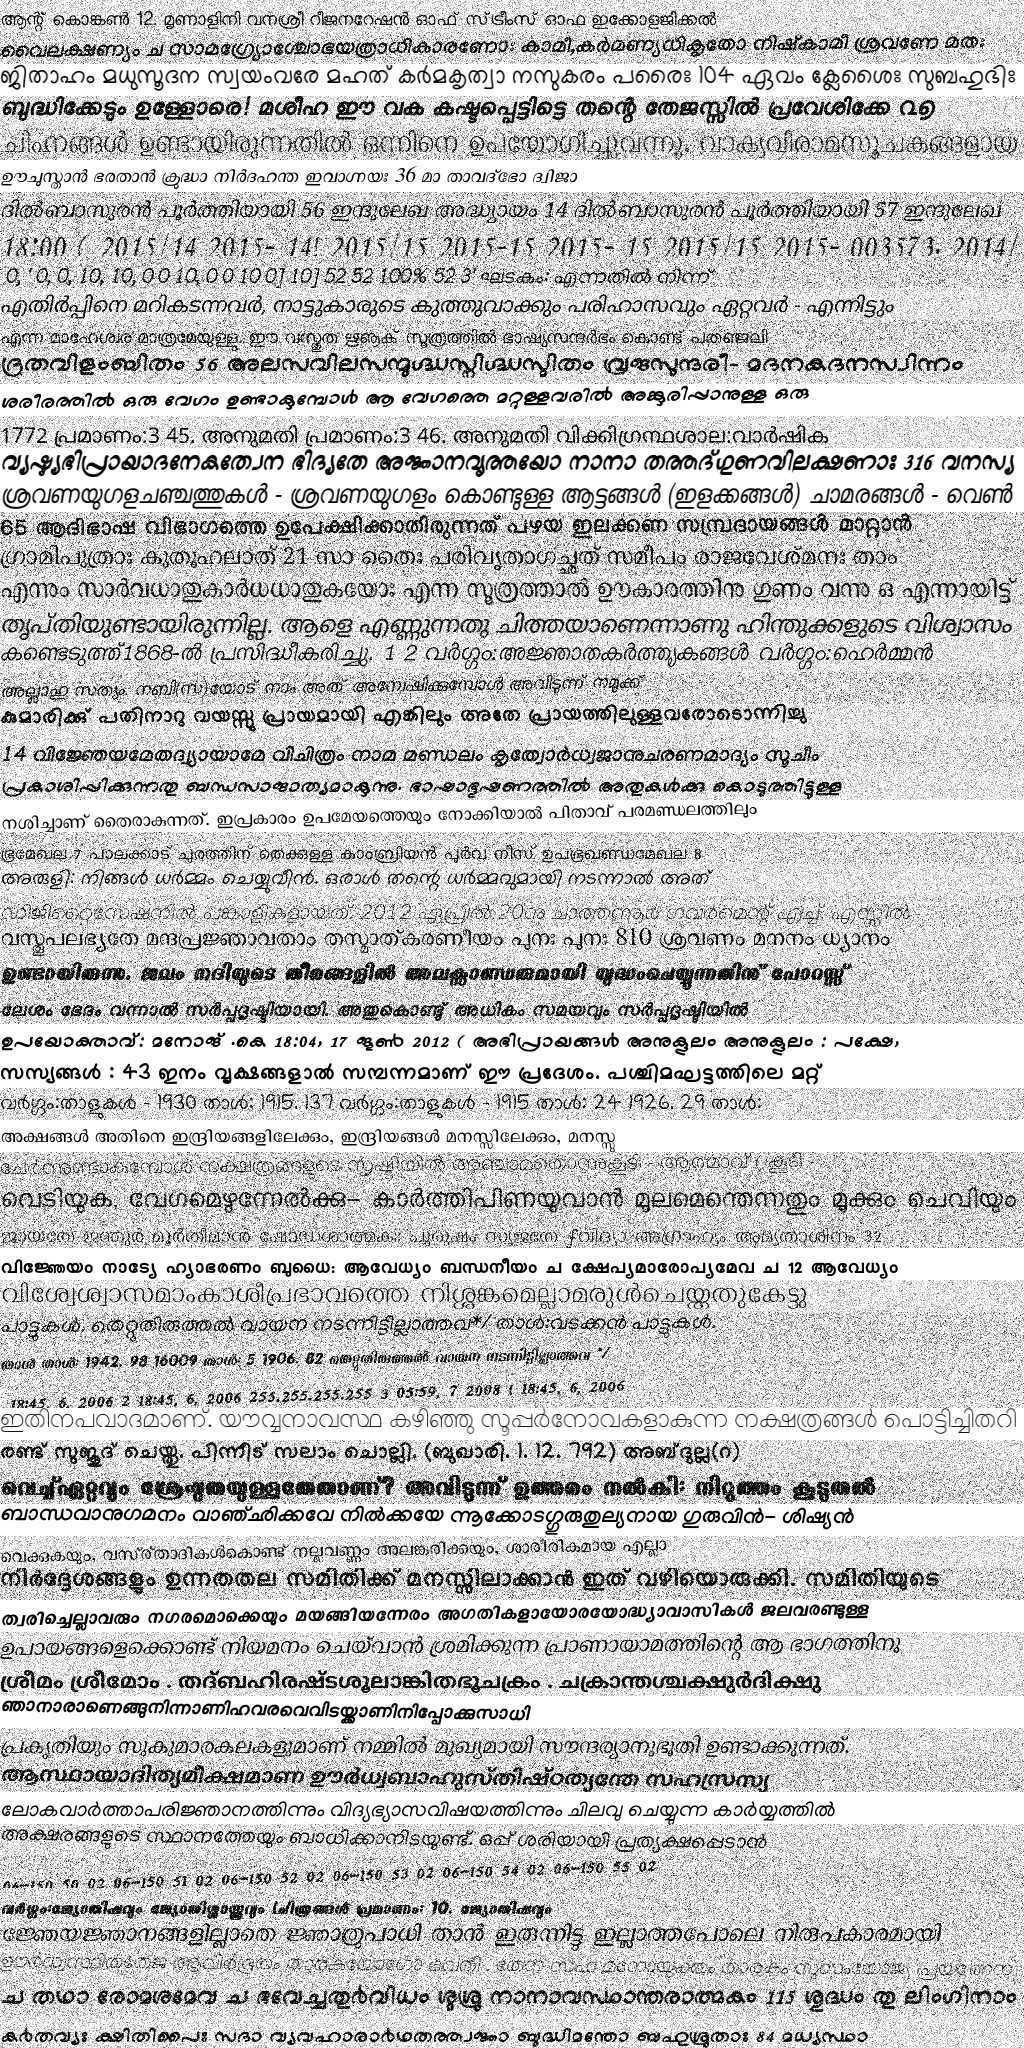 ആന്റ് കൊങ്കൺ 12. മൃണാളിനി വനശ്രീ റീജനറേഷൻ ഓഫ് സ്ട്രീംസ് ഓഫ ഇക്കോളജിക്കൽ
വൈലക്ഷണ്യം ച സാമഗ്ര്യോശ്ചോഭയത്രാധികാരണോഃ കാമി,കർമണ്യധികൃതോ നിഷ്കാമീ ശ്രവണേ മതഃ
ജിതാഹം മധുസൂദന സ്വയംവരേ മഹത് കർമകൃത്വാ നസുകരം പരൈഃ 104 ഏവം ക്ലേശൈഃ സുബഹുഭിഃ
ബുദ്ധിക്കേടും ഉള്ളോരെ! മശീഹ ഈ വക കഷ്ടപ്പെട്ടിട്ടെ തന്റെ തേജസ്സിൽ പ്രവേശിക്കേ ൨൭
ചിഹ്നങ്ങൾ ഉണ്ടായിരുന്നതിൽ ഒന്നിനെ ഉപയോഗിച്ചുവന്നു. വാക്യവിരാമസൂചകങ്ങളായ
ഊചുസ്താൻ ഭരതാൻ ക്രുദ്ധാ നിർദഹന്ത ഇവാഗ്നയഃ 36 മാ താവദ്ഭോ ദ്വിജാ
ദിൽബാസുരൻ പൂർത്തിയായി 56 ഇന്ദുലേഖ അദ്ധ്യായം 14 ദിൽബാസുരൻ പൂർത്തിയായി 57 ഇന്ദുലേഖ
18:00 ( 2015/14 2015- 14! 2015/15 2015-15 2015- 15 2015/15 2015- 003573. 2014/
0, ' 0, 0, 10, 10, 0 0 10, 0 0 10 0] 10] 52 52 100% 52 3' ഘടകം: എന്നതിൽ നിന്ന്
എതിർപ്പിനെ മറികടന്നവർ, നാട്ടുകാരുടെ കുത്തുവാക്കും പരിഹാസവും ഏറ്റവർ - എന്നിട്ടും
എന്ന മാഹേശ്വര മാത്രമേയുള്ളു. ഈ വസ്തുത ഋഌക് സൂത്രത്തിൽ ഭാഷ്യസന്ദർഭം കൊണ്ട് പതഞ്ജലി
ദ്രുതവിളംബിതം 56 അലസവിലസന്മുഗ്ദ്ധസ്നിഗ്ദ്ധസ്മിതം വ്രജസുന്ദരീ- മദനകദനസ്വിന്നം
ശരീരത്തിൽ ഒരു വേഗം ഉണ്ടാകുമ്പോൾ ആ വേഗത്തെ മറ്റുള്ളവരിൽ അങ്കുരിപ്പാനുള്ള ഒരു
1772 പ്രമാണം:3 45. അനുമതി പ്രമാണം:3 46. അനുമതി വിക്കിഗ്രന്ഥശാല:വാർഷിക
വൃഷ്ട്യഭിപ്രായാദനേകത്വേന ഭിദ്യതേ അജ്ഞാനവൃത്തയോ നാനാ തത്തദ്ഗുണവിലക്ഷണാഃ 316 വനസ്യ
ശ്രവണയുഗളചഞ്ചത്തുകൾ - ശ്രവണയുഗളം കൊണ്ടുള്ള ആട്ടങ്ങൾ (ഇളക്കങ്ങൾ) ചാമരങ്ങൾ - വെൺ
65 ആദിഭാഷ വിഭാഗത്തെ ഉപേക്ഷിക്കാതിരുന്നത് പഴയ ഇലക്കണ സമ്പ്രദായങ്ങൾ മാറ്റാൻ
ഗ്രാമിപുത്രാഃ കുതൂഹലാത് 21 സാ തൈഃ പരിവൃതാഗച്ഛത് സമീപം രാജവേശ്മനഃ താം
എന്നും സാർവധാതുകാർധധാതുകയോഃ എന്ന സൂത്രത്താൽ ഊകാരത്തിനു ഗുണം വന്നു ഒ എന്നായിട്ട്
തൃപ്തിയുണ്ടായിരുന്നില്ല. ആളെ എണ്ണുന്നതു ചിത്തയാണെന്നാണു ഹിന്തുക്കളുടെ വിശ്വാസം
കണ്ടെടുത്ത്1868-ൽ പ്രസിദ്ധീകരിച്ചു. 1 2 വർഗ്ഗം:അജ്ഞാതകർത്തൃകങ്ങൾ വർഗ്ഗം:ഹെർമ്മൻ
അല്ലാഹു സത്യം. നബി(സ)യോട് നാം അത് അന്വേഷിക്കുമ്പോൾ അവിടുന്ന് നമുക്ക്
കുമാരിക്കു് പതിനാറു വയസ്സു പ്രായമായി എങ്കിലും അതേ പ്രായത്തിലുള്ളവരോടൊന്നിച്ചു
14 വിജ്ഞേയമേതദ്വ്യായാമേ വിചിത്രം നാമ മണ്ഡലം കൃത്വോർധ്വജാനുചരണമാദ്യം സൂചീം
പ്രകാശിപ്പിക്കുന്നതു ബന്ധസാജാത്യമാകുന്നു. ഭാഷാഭൂഷണത്തിൽ അതുകൾക്കു കൊടുത്തിട്ടുള്ള
നശിച്ചാണ് തൈരാകുന്നത്. ഇപ്രകാരം ഉപമേയത്തെയും നോക്കിയാൽ പിതാവ് പരമണ്ഡലത്തിലും
ഭൂമേഖല 7 പാലക്കാട് ചുരത്തിന് തെക്കുള്ള കാംബ്രിയൻ പൂർവ നീസ് ഉപഭൂഖണ്ഡമേഖല 8
അരുളി: നിങ്ങൾ ധർമ്മം ചെയ്യുവീൻ. ഒരാൾ തന്റെ ധർമ്മവുമായി നടന്നാൽ അത്
ഡിജിറ്റൈസേഷനിൽ പങ്കാളികളായത്. 2012 ഏപ്രിൽ 20നു ചാത്തന്നൂർ ഗവർമെന്റ് ഏച്ച്. എസ്സിൽ
വസ്തൂപലഭ്യതേ മന്ദപ്രജ്ഞാവതാം തസ്മാത്കരണീയം പുനഃ പുനഃ 810 ശ്രവണം മനനം ധ്യാനം
ഉണ്ടായിരുന്നു. ജലം നദിയുടെ തീരങ്ങളിൽ അലക്സാണ്ടരുമായി യുദ്ധംചെയ്യുന്നതിനു് പോറസ്സ്
ലേശം ഭേദം വന്നാൽ സർപ്പദൃഷ്ടിയായി. അതുകൊണ്ടു് അധികം സമയവും സർപ്പദൃഷ്ടിയിൽ
ഉപയോക്താവ്: മനോജ്‌ .കെ 18:04, 17 ജൂൺ 2012 ( അഭിപ്രായങ്ങൾ അനുകൂലം അനുകൂലം : പക്ഷേ,
സസ്യങ്ങൾ : 43 ഇനം വൃക്ഷങ്ങളാൽ സമ്പന്നമാണ് ഈ പ്രദേശം. പശ്ചിമഘട്ടത്തിലെ മറ്റ്
വർഗ്ഗം:താളുകൾ - 1930 താൾ: 1915. 137 വർഗ്ഗം:താളുകൾ - 1915 താൾ: 24 1926. 29 താൾ:
അക്ഷങ്ങൾ അതിനെ ഇന്ദ്രിയങ്ങളിലേക്കും, ഇന്ദ്രിയങ്ങൾ മനസ്സിലേക്കും, മനസ്സു
ചേർന്നുണ്ടാകുമ്പോൾ നക്ഷത്രങ്ങളുടെ സൃഷ്ടിയിൽ
വെടിയുക, വേഗമെഴുന്നേൽക്കു- കാർത്തിപിണയുവാൻ മൂലമെന്തെന്നതും മൂക്കും ചെവിയും
ജായതേ
വിജ്ഞേയം നാട്യേ ഹ്യാഭരണം ബുധൈഃ ആവേധ്യം ബന്ധനീയം ച ക്ഷേപ്യമാരോപ്യമേവ ച 12 ആവേധ്യം
വിശ്വേശ്വാസമാംകാശീപ്രഭാവത്തെ നിശ്ശങ്കമെല്ലാമരുൾചെയ്തതുകേട്ടു
പാട്ടുകൾ. തെറ്റുതിരുത്തൽ വായന നടന്നിട്ടില്ലാത്തവ*/ താൾ:വടക്കൻ പാട്ടുകൾ.
താൾ താൾ: 1942. 98 16009 താൾ: 5 1906. 82 തെറ്റുതിരുത്തൽ വായന നടന്നിട്ടില്ലാത്തവ */
18:45, 6, 2006 2 18:45, 6, 2006 255.255.255.255 3 05:59, 7 2008 ( 18:45, 6, 2006
ഇതിനപവാദമാണ്. യൗവ്വനാവസ്ഥ കഴിഞ്ഞു സൂപ്പർനോവകളാകുന്ന നക്ഷത്രങ്ങൾ പൊട്ടിച്ചിതറി
രണ്ട് സുജൂദ് ചെയ്തു. പിന്നീട് സലാം ചൊല്ലി. (ബുഖാരി. 1. 12. 792) അബ്ദുല്ല(റ)
വെച്ച്ഏറ്റവും ശ്രേഷ്ഠതയുള്ളതേതാണ്? അവിടുന്ന് ഉത്തരം നൽകി: നിറുത്തം കൂടുതൽ
ബാന്ധവാനുഗമനം വാഞ്ഛിക്കവേ നിൽക്കയേ ന്നാക്കോടഗ്ഗുരുതുല്യനായ ഗുരുവിൻ- ശിഷ്യൻ
വെക്കുകയും, വസ്ര്താദികൾകൊണ്ട് നല്ലവണ്ണം അലങ്കരിക്കയും, ശാരീരികമായ എല്ലാ
നിർദ്ദേശങ്ങളും ഉന്നതതല സമിതിക്ക് മനസ്സിലാക്കാൻ ഇത് വഴിയൊരുക്കി. സമിതിയുടെ
ത്വരിച്ചെല്ലാവരും നഗരമൊക്കെയും മയങ്ങിയന്നേരം അഗതികളായോരയോദ്ധ്യാവാസികൾ ജലവരണ്ടുള്ള
ഉപായങ്ങളെക്കൊണ്ട് നിയമനം ചെയ്‌വാൻ ശ്രമിക്കുന്ന പ്രാണായാമത്തിന്റെ ആ ഭാഗത്തിനു
ശ്രീമം ശ്രീമോം . തദ്ബഹിരഷ്ടശൂലാങ്കിതഭൂചക്രം . ചക്രാന്തശ്ചക്ഷുർദിക്ഷു
ഞാനാരാണെങ്ങുനിന്നാണിഹവരവെവിടയ്ക്കാണിനിപ്പോക്കുസാധി
പ്രകൃതിയും സുകുമാരകലകളുമാണ് നമ്മിൽ മുഖ്യമായി സൗന്ദര്യാനുഭൂതി ഉണ്ടാക്കുന്നത്.
ആസ്ഥായാദിത്യമീക്ഷമാണ ഊർധ്വബാഹുസ്തിഷ്ഠത്യന്തേ സഹസ്രസ്യ
ലോകവാർത്താപരിജ്ഞാനത്തിന്നും വിദ്യഭ്യാസവിഷയത്തിന്നും ചിലവു ചെയ്യുന്ന കാർയ്യത്തിൽ
അക്ഷരങ്ങളുടെ സ്ഥാനത്തേയും ബാധിക്കാനിടയുണ്ട്. ഒപ്പ് ശരിയായി പ്രത്യക്ഷപ്പെടാൻ
06-150 50 02 06-150 51 02 06-150 52 02 06-150 53 02 06-150 54 02 06-150 55 02
വർഗ്ഗം:ജ്യോതിഷവും ജ്യോതിശ്ശാസ്ത്രവും (ചിത്രങ്ങൾ പ്രമാണം: 10. ജ്യോതിഷവും
ജ്ഞേയജ്ഞാനങ്ങളില്ലാതെ ജ്ഞാതൃപാധി താൻ ഇരുന്നിട്ടു ഇല്ലാത്തപോലെ നിരുപകാരമായി
ച തഥാ രോമശമേവ ച ഭവേച്ചതുർവിധം ശ്മശ്രു നാനാവസ്ഥാന്തരാത്മകം 115 ശുദ്ധം തു ലിംഗിനാം
കർതവ്യഃ ക്ഷിതിപൈഃ സദാ വ്യവഹാരാർഥതത്ത്വജ്ഞാ ബുദ്ധിമന്തോ ബഹുശ്രുതാഃ 84 മധ്യസ്ഥാ